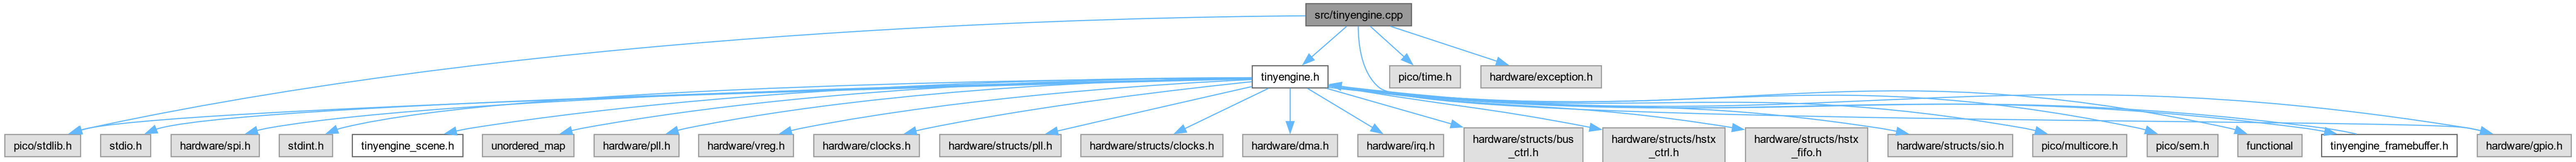 src/tinyengine.cpp
tinyengine.h
pico/time.h
hardware/exception.h
pico/stdlib.h
stdio.h
hardware/spi.h
stdint.h
tinyengine_scene.h
unordered_map
hardware/pll.h
hardware/vreg.h
hardware/clocks.h
hardware/structs/pll.h
hardware/structs/clocks.h
hardware/dma.h
hardware/irq.h
hardware/structs/bus
_ctrl.h
hardware/structs/hstx
_ctrl.h
hardware/structs/hstx
_fifo.h
hardware/structs/sio.h
pico/multicore.h
pico/sem.h
functional
tinyengine_framebuffer.h
hardware/gpio.h